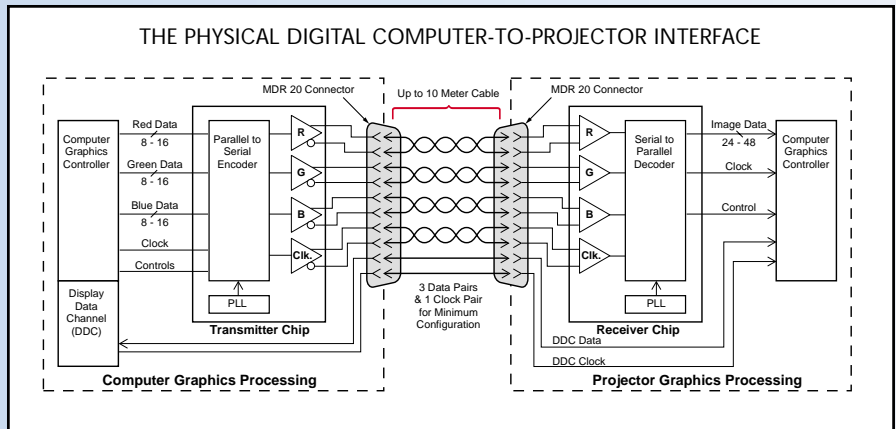 THE PHYSICAL DIGITAL COMPUTER-TO-PROJECTOR INTERFACE
MDR 20 Connector
Up to 10 Meter Cable
MDR 20 Connector
Computer
Graphics
Controller
Red Data
8 - 16
Green Data
8 - 16
Blue Data
8 - 16
Clock
Controls
Parallel to
Serial
Encoder
R
G
B
Clk.
PLL
Transmitter Chip
Display
Data
Channel
(DDC)
Computer Graphics Processing
3 Data Pairs
& 1 Clock Pair
for Minimum
Configuration
R
G
B
Clk.
Serial to
Parallel
Decoder
PLL
Receiver Chip
Image Data
24 - 48
Clock
Control
Computer
Graphics
Controller
DDC Data
DDC Clock
Projector Graphics Processing